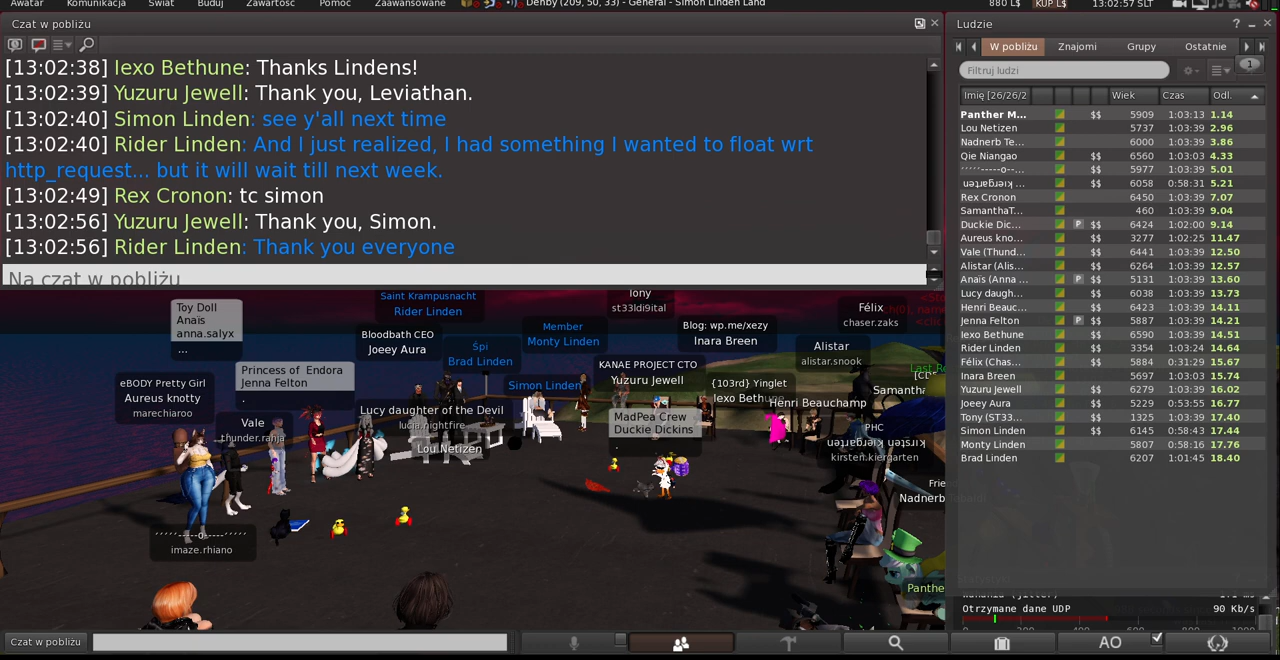 Awatar Komunikacja Świat Buduj Zawartość Pomoc Zaawansowane Denby (209, 50, 33) - General - Simon Linden Land 880 L$ KUP L$ 13:02:57 SLT
Czat w pobliżu
[13:02:38] Iexo Bethune: Thanks Lindens!
[13:02:39] Yuzuru Jewell: Thank you, Leviathan.
[13:02:40] Simon Linden: see y'all next time
[13:02:40] Rider Linden: And I just realized, I had something I wanted to float wrt
http_request... but it will wait till next week.
[13:02:49] Rex Cronon: tc simon
[13:02:56] Yuzuru Jewell: Thank you, Simon.
[13:02:56] Rider Linden: Thank you everyone
Na czat w pobliżu
Saint Krampusnacht
Rider Linden
Tony
st33ldi9ital
Félix
chaser.zaks
Toy Doll
Anaïs
anna.salyx
...
Bloodbath CEO
Joeey Aura
Member
Monty Linden
Blog: wp.me/xezy
Inara Breen
Alistar
alistar.snook
Śpi
Brad Linden
Princess of Endora
Jenna Felton
.
KANAE PROJECT CTO
Yuzuru Jewell
Simon Linden
{103rd} Yinglet
Iexo Bethune
Henri Beauchamp
Samantha
eBODY Pretty Girl
Aureus knotty
marechiaroo
Lucy daughter of the Devil
lucia.nightfire
MadPea Crew
Duckie Dickins
Vale
thunder.rahja
Lou Netizen
PHC
kirsten.kiergarten
Nadnerb
imaze.rhiano
Panthe
Czat w pobliżu
Ludzie
? _ ×
W pobliżu Znajomi Grupy Ostatnie
1
Filtruj ludzi
Imię [26/26/2 Wiek Czas Odl.
Panther M... $$ 5909 1:03:13 1.14
Lou Netizen 5737 1:03:39 2.96
Nadnerb Te... 6000 1:03:39 3.86
Qie Niangao $$ 6560 1:03:03 4.33
'''''-----o--... $$ 5977 1:03:39 5.01
$$ 6058 0:58:31 5.21
Rex Cronon 6450 1:03:39 7.07
SamanthaT... 460 1:03:39 9.04
Duckie Dic... P $$ 6424 1:02:00 9.14
Aureus kno... $$ 3277 1:02:25 11.47
Vale (Thund... $$ 6441 1:03:39 12.50
Alistar (Alis... $$ 6264 1:03:39 12.57
Anaïs (Anna ... P $$ 5131 1:03:39 13.60
Lucy daugh... $$ 6038 1:03:39 13.73
Henri Beauc... $$ 6423 1:03:39 14.11
Jenna Felton P $$ 5887 1:03:39 14.21
Iexo Bethune $$ 6590 1:03:39 14.51
Rider Linden $$ 3354 1:03:24 14.64
Félix (Chas... $$ 5884 0:31:29 15.67
Inara Breen 5697 1:03:03 15.74
Yuzuru Jewell $$ 6279 1:03:39 16.02
Joeey Aura $$ 5229 0:53:55 16.77
Tony (ST33... $$ 1325 1:03:39 17.40
Simon Linden $$ 6145 0:58:43 17.44
Monty Linden 5807 0:58:16 17.76
Brad Linden 6207 1:01:45 18.40
Otrzymane dane UDP 90 Kb/s
AO